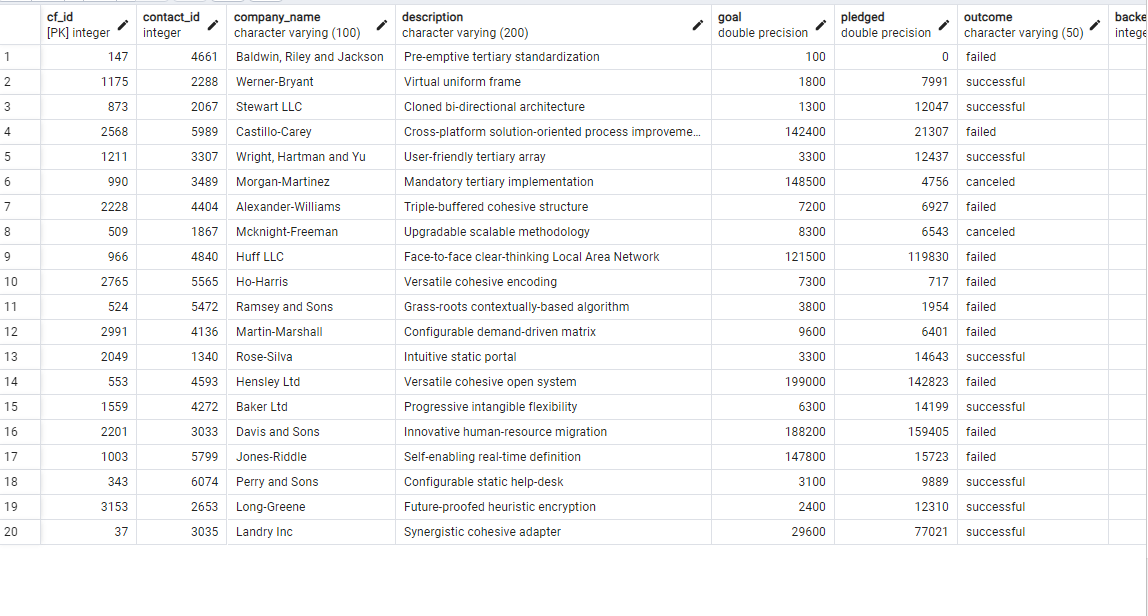 cf_id contact_id company_name description goal pledged outcome backe
[PK] integer integer character varying (100) character varying (200) double precision double precision character varying (50) intege
1 147 4661 Baldwin, Riley and Jackson Pre-emptive tertiary standardization 100 0 failed
2 1175 2288 Werner-Bryant Virtual uniform frame 1800 7991 successful
3 873 2067 Stewart LLC Cloned bi-directional architecture 1300 12047 successful
4 2568 5989 Castillo-Carey Cross-platform solution-oriented process improveme... 142400 21307 failed
5 1211 3307 Wright, Hartman and Yu User-friendly tertiary array 3300 12437 successful
6 990 3489 Morgan-Martinez Mandatory tertiary implementation 148500 4756 canceled
7 2228 4404 Alexander-Williams Triple-buffered cohesive structure 7200 6927 failed
8 509 1867 Mcknight-Freeman Upgradable scalable methodology 8300 6543 canceled
9 966 4840 Huff LLC Face-to-face clear-thinking Local Area Network 121500 119830 failed
10 2765 5565 Ho-Harris Versatile cohesive encoding 7300 717 failed
11 524 5472 Ramsey and Sons Grass-roots contextually-based algorithm 3800 1954 failed
12 2991 4136 Martin-Marshall Configurable demand-driven matrix 9600 6401 failed
13 2049 1340 Rose-Silva Intuitive static portal 3300 14643 successful
14 553 4593 Hensley Ltd Versatile cohesive open system 199000 142823 failed
15 1559 4272 Baker Ltd Progressive intangible flexibility 6300 14199 successful
16 2201 3033 Davis and Sons Innovative human-resource migration 188200 159405 failed
17 1003 5799 Jones-Riddle Self-enabling real-time definition 147800 15723 failed
18 343 6074 Perry and Sons Configurable static help-desk 3100 9889 successful
19 3153 2653 Long-Greene Future-proofed heuristic encryption 2400 12310 successful
20 37 3035 Landry Inc Synergistic cohesive adapter 29600 77021 successful